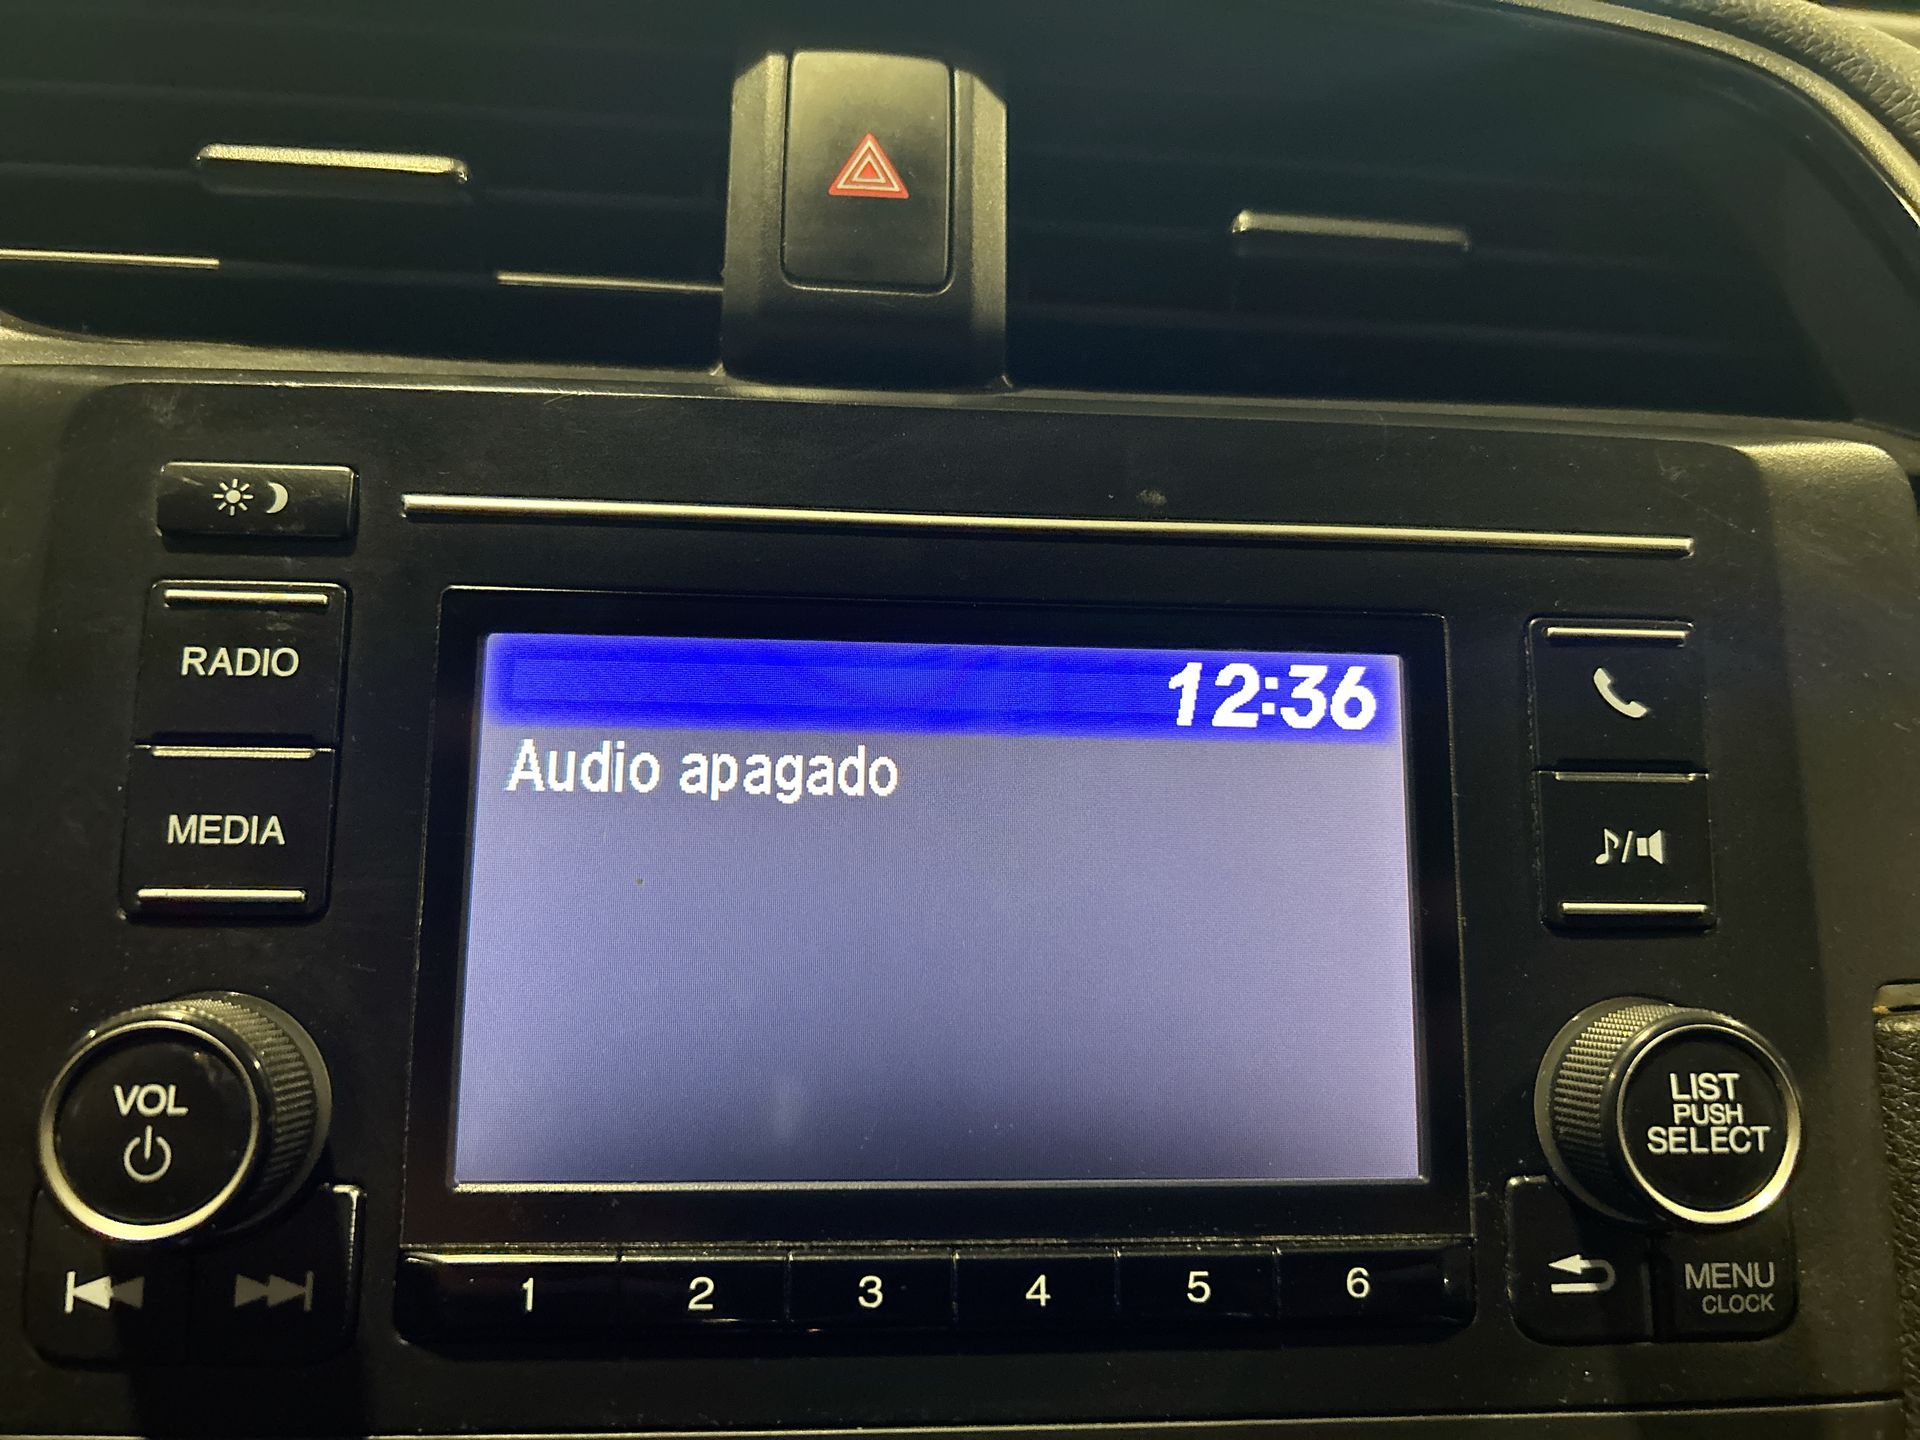 RADIO
MEDIA
VOL
12:36
Audio apagado
1 2 3 4 5 6
LIST
PUSH
SELECT
MENU
CLOCK